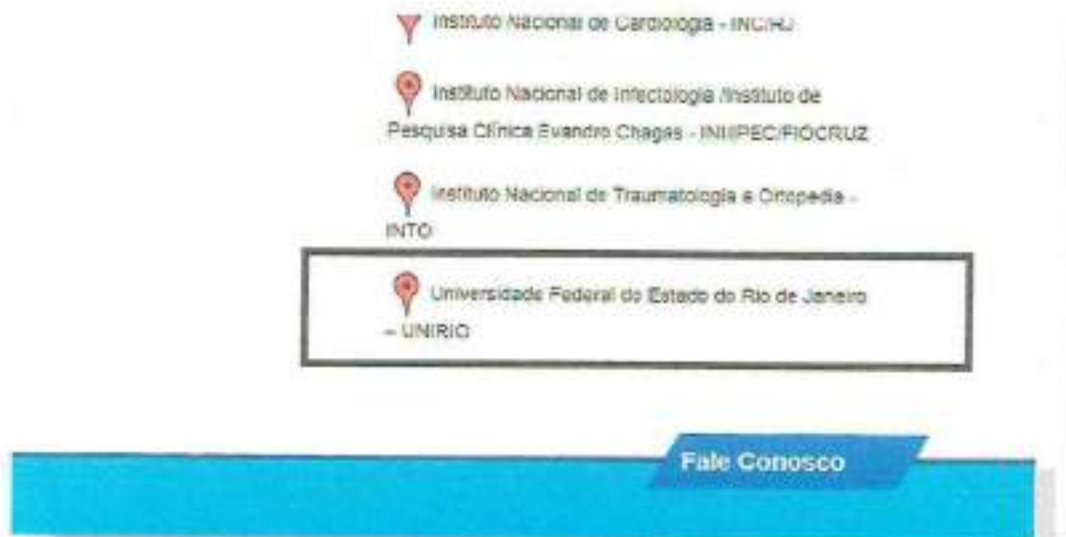 Instituto Nacional de Cardiologia - INC/RJ
Instituto Nacional de Infectologia /Instituto de
Pesquisa Clínica Evandro Chagas - INI/IPEC/FIOCRUZ
Instituto Nacional de Traumatologia e Ortopedia -
INTO
Universidade Federal do Estado do Rio de Janeiro
- UNIRIO
Fale Conosco